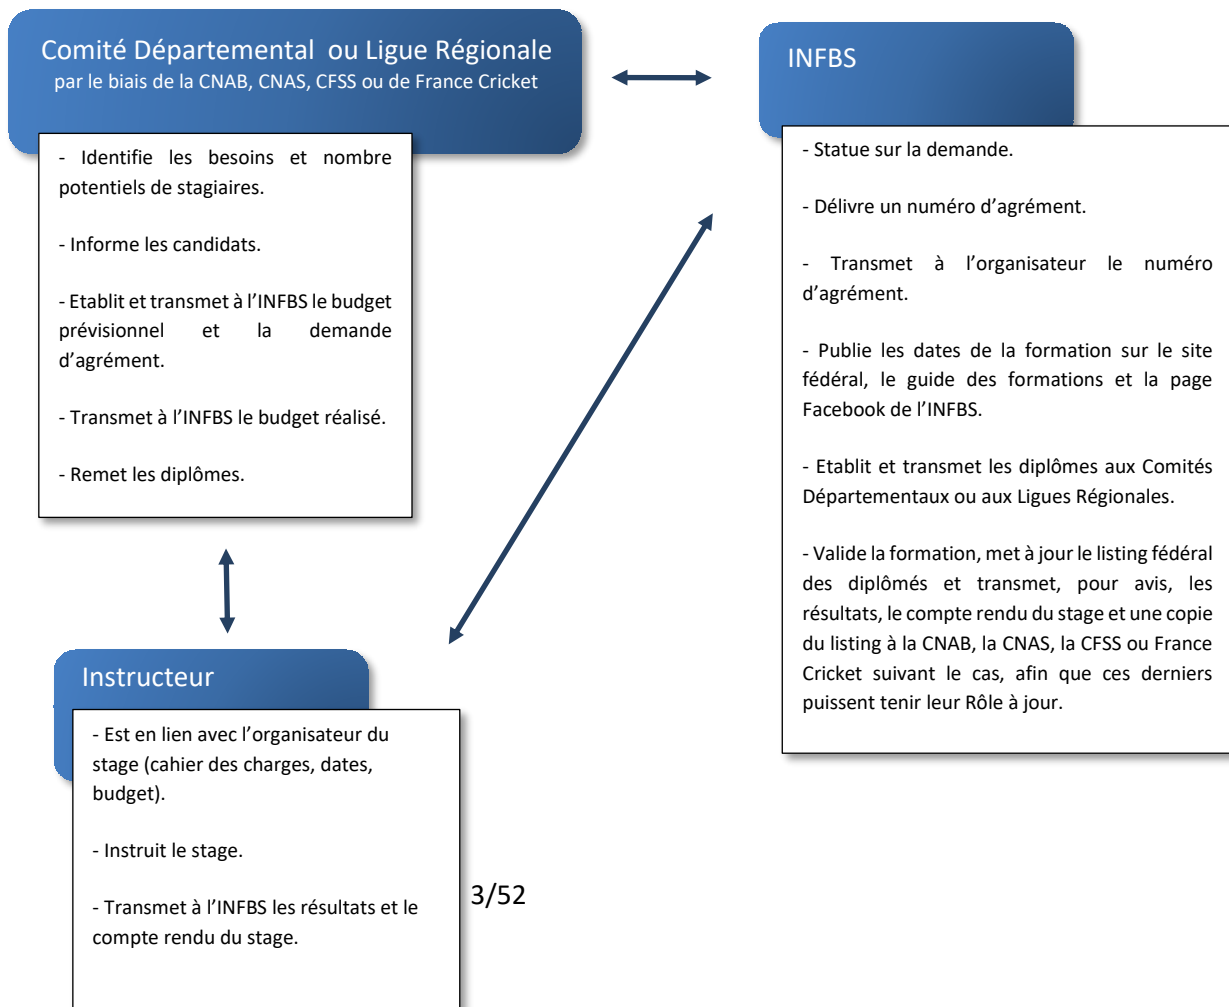 Comité Départemental ou Ligue Régionale
par le biais de la CNAB, CNAS, CFSS ou de France Cricket
- Identifie les besoins et nombre
potentiels de stagiaires.
- Informe les candidats.
- Etablit et transmet à l’INFBS le budget
prévisionnel et la demande
d’agrément.
- Transmet à l’INFBS le budget réalisé.
- Remet les diplômes.
INFBS
- Statue sur la demande.
- Délivre un numéro d’agrément.
- Transmet à l’organisateur le numéro
d’agrément.
- Publie les dates de la formation sur le site
fédéral, le guide des formations et la page
Facebook de l’INFBS.
- Etablit et transmet les diplômes aux Comités
Départementaux ou aux Ligues Régionales.
- Valide la formation, met à jour le listing fédéral
des diplômés et transmet, pour avis, les
résultats, le compte rendu du stage et une copie
du listing à la CNAB, la CNAS, la CFSS ou France
Cricket suivant le cas, afin que ces derniers
puissent tenir leur Rôle à jour.
Instructeur
- Est en lien avec l’organisateur du
stage (cahier des charges, dates,
budget).
- Instruit le stage.
- Transmet à l’INFBS les résultats et le
compte rendu du stage.
3/52